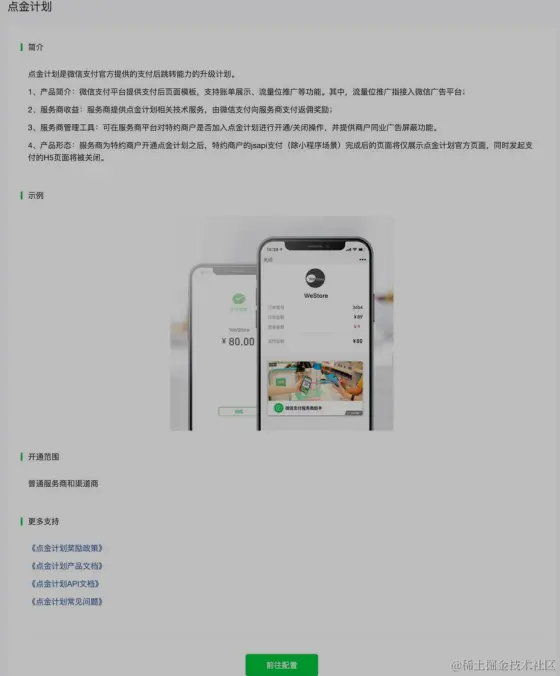 点金计划
简介
点金计划是微信支付官方提供的支付后跳转能力的升级计划。
1、产品简介：微信支付平台提供支付后页面模板，支持账单展示、流量位推广等功能。其中，流量位推广指接入微信广告平台；
2、服务商收益：服务商提供点金计划相关技术服务，由微信支付向服务商支付返佣奖励；
3、服务商管理工具：可在服务商平台对特约商户是否加入点金计划进行开通/关闭操作，并提供商户同业广告屏蔽功能。
4、产品形态：服务商为特约商户开通点金计划之后，特约商户的jsapi支付（除小程序场景）完成后的页面将仅展示点金计划官方页面，同时发起支
付的H5页面将被关闭。
示例
WeStore
WeStore
¥ 80.00
¥80
微信支付服务商助手
开通范围
普通服务商和渠道商
更多支持
《点金计划奖励政策》
《点金计划产品文档》
《点金计划API文档》
《点金计划常见问题》
前往配置
@稀土掘金技术社区